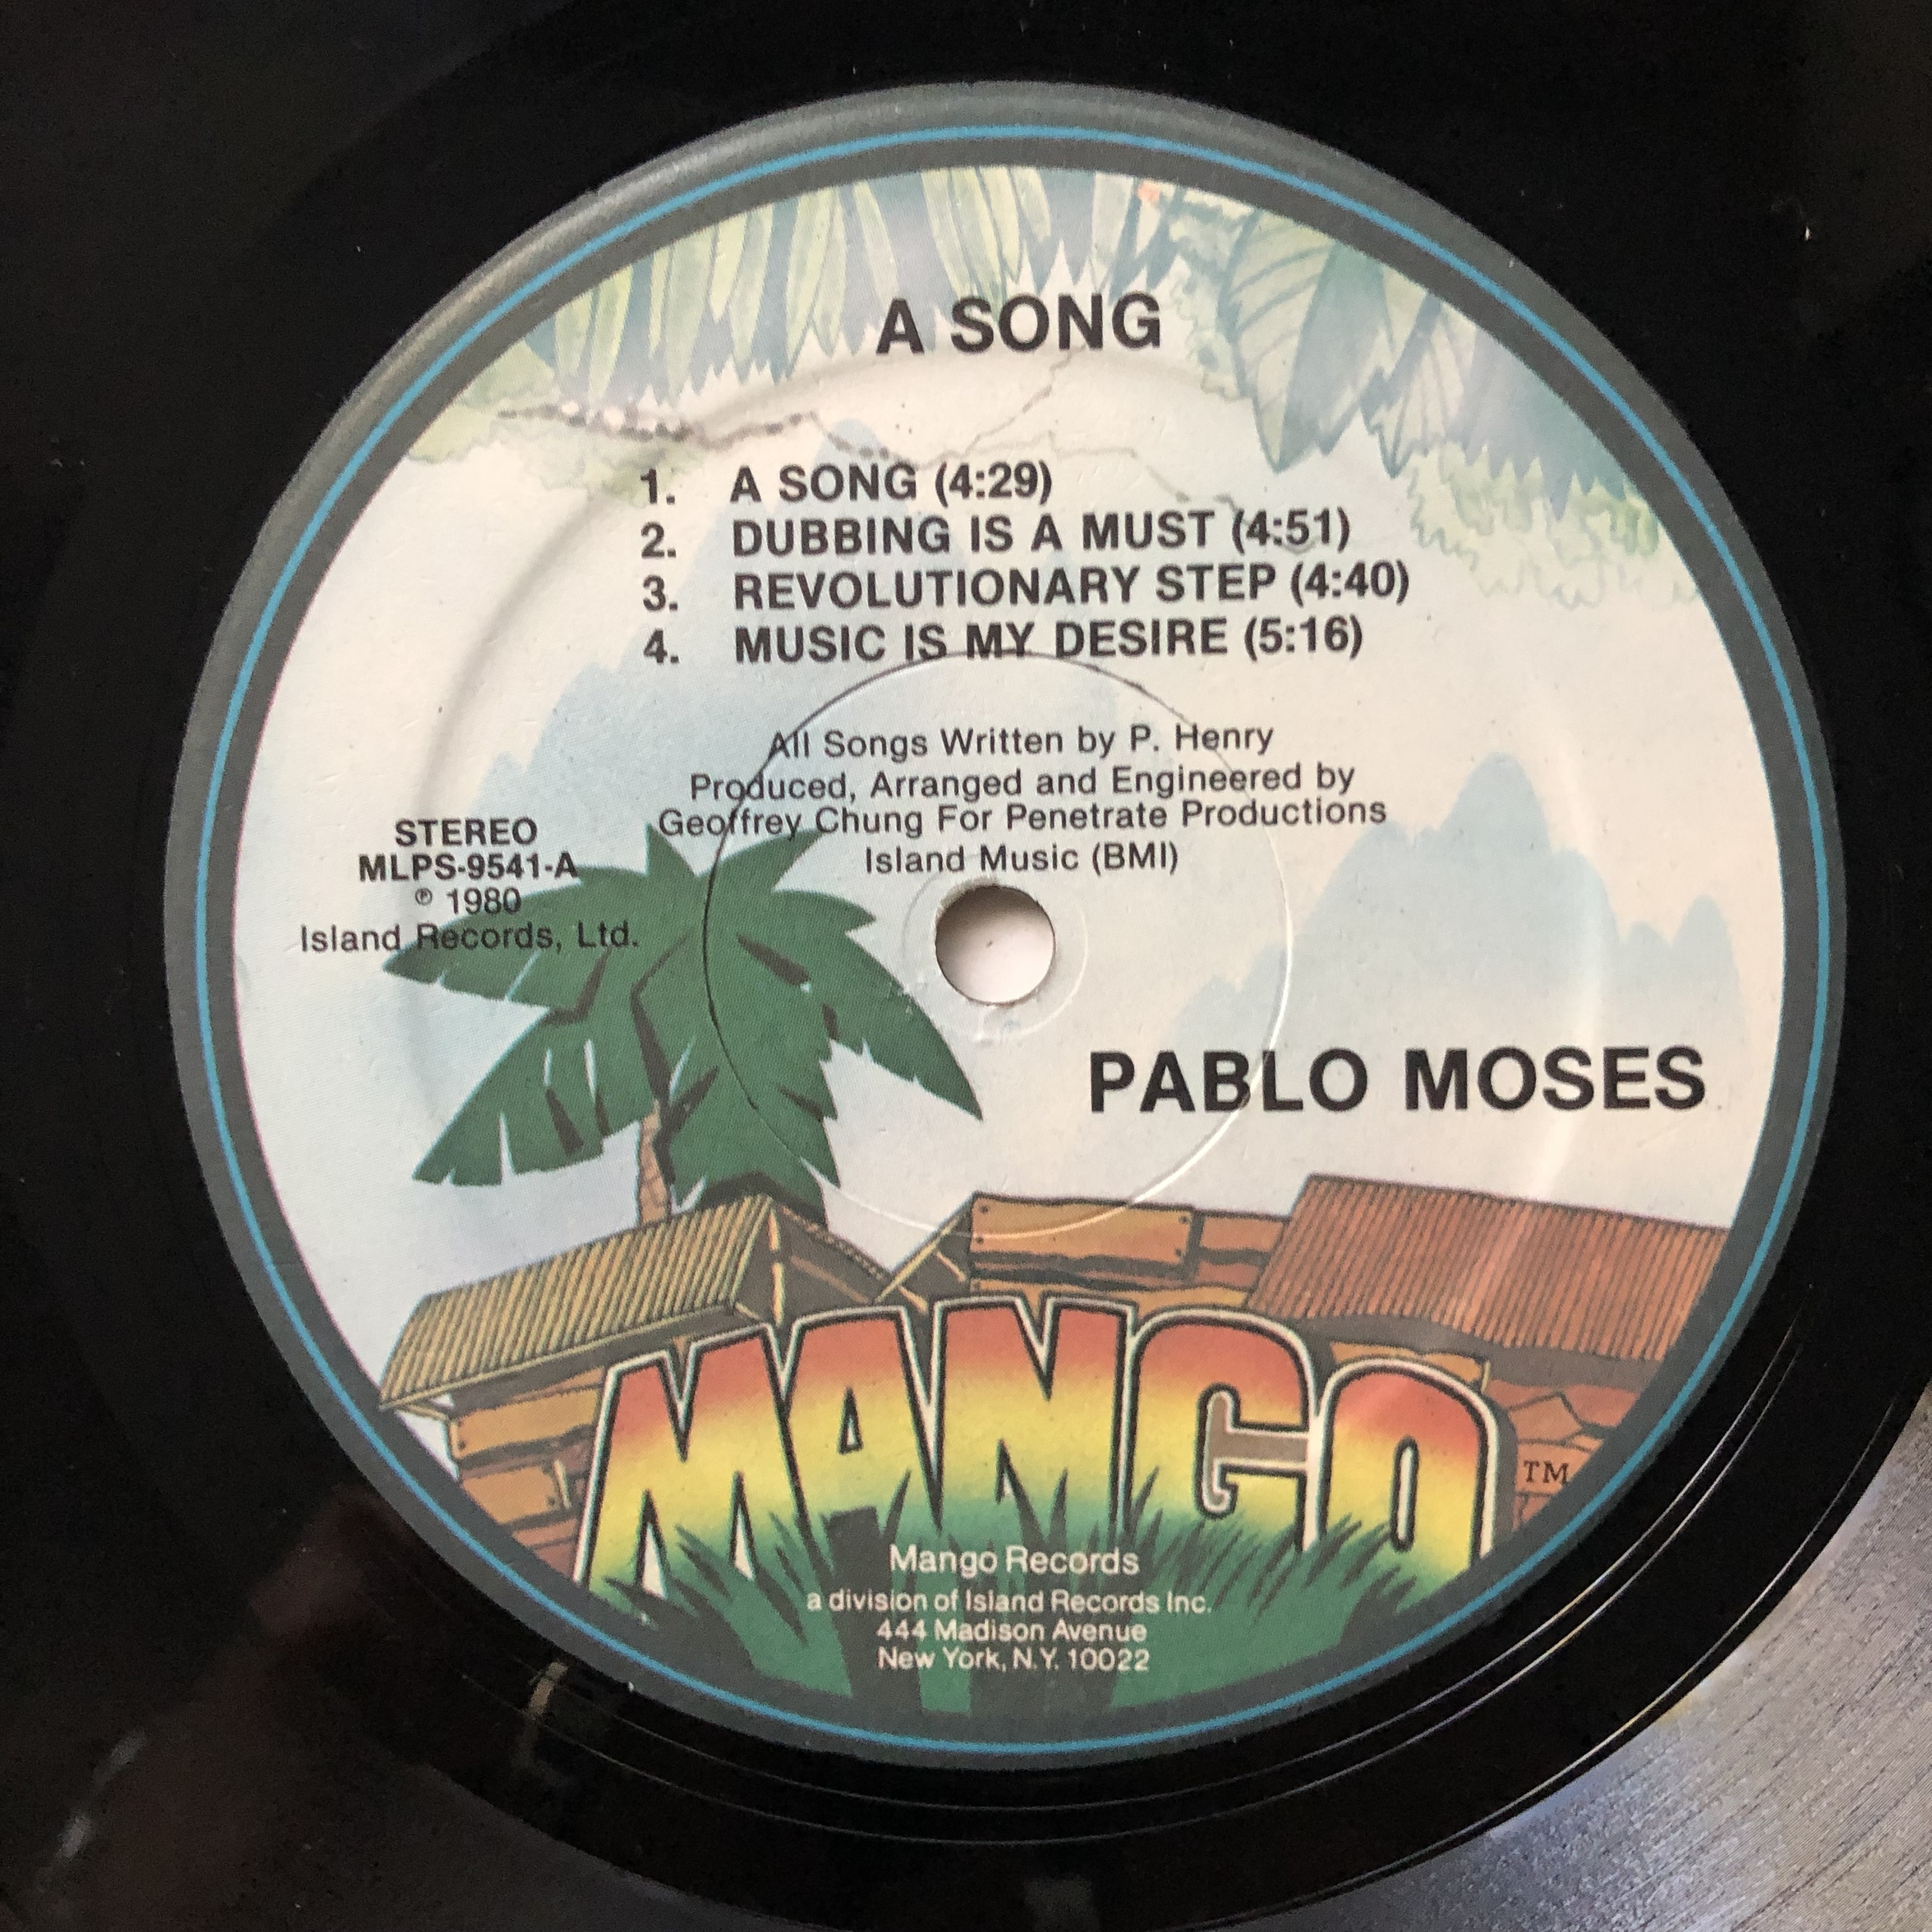 A SONG
1. A SONG (4:29)
2. DUBBING IS A MUST (4:51)
3. REVOLUTIONARY STEP (4:40)
4. MUSIC IS MY DESIRE (5:16)
All Songs Written by P. Henry
Produced, Arranged and Engineered by
Geoffrey Chung For Penetrate Productions
Island Music (BMI)
STEREO
MLPS-9541-A
℗ 1980
Island Records, Ltd.
PABLO MOSES
MANGO TM
Mango Records
a division of Island Records Inc.
444 Madison Avenue
New York, N.Y. 10022